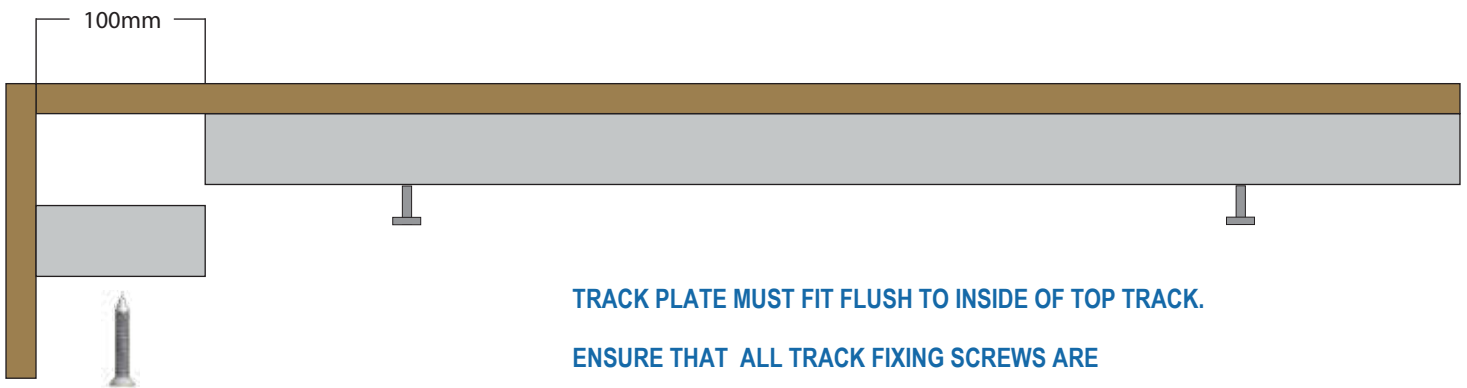 100mm
TRACK PLATE MUST FIT FLUSH TO INSIDE OF TOP TRACK.
ENSURE THAT ALL TRACK FIXING SCREWS ARE